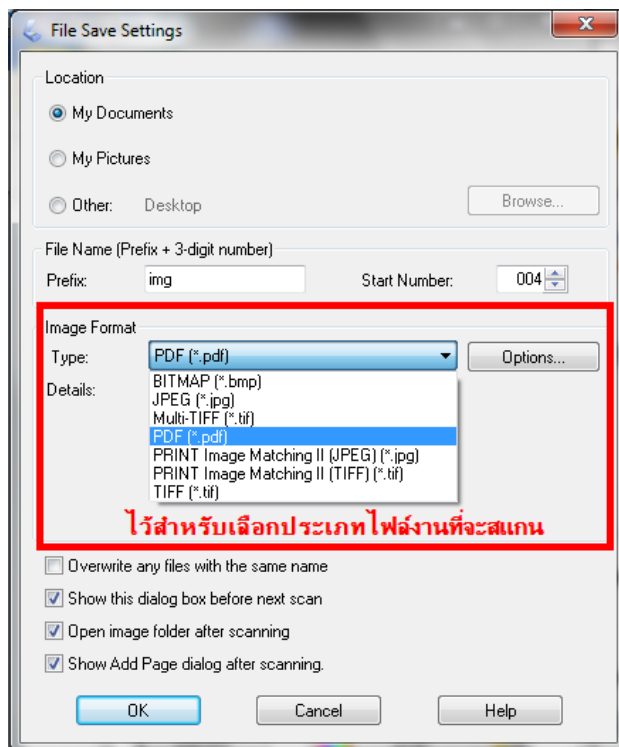 File Save Settings
Location
My Documents
My Pictures
Other: Desktop Browse...
File Name (Prefix + 3-digit number)
Prefix: img Start Number: 004
Image Format
Type: PDF (*.pdf) Options...
Details:
BITMAP (*.bmp)
JPEG (*.jpg)
Multi-TIFF (*.tif)
PDF (*.pdf)
PRINT Image Matching II (JPEG) (*.jpg)
PRINT Image Matching II (TIFF) (*.tif)
TIFF (*.tif)
ไว้สำหรับเลือกประเภทไฟล์งานที่จะสแกน
Overwrite any files with the same name
Show this dialog box before next scan
Open image folder after scanning
Show Add Page dialog after scanning.
OK Cancel Help